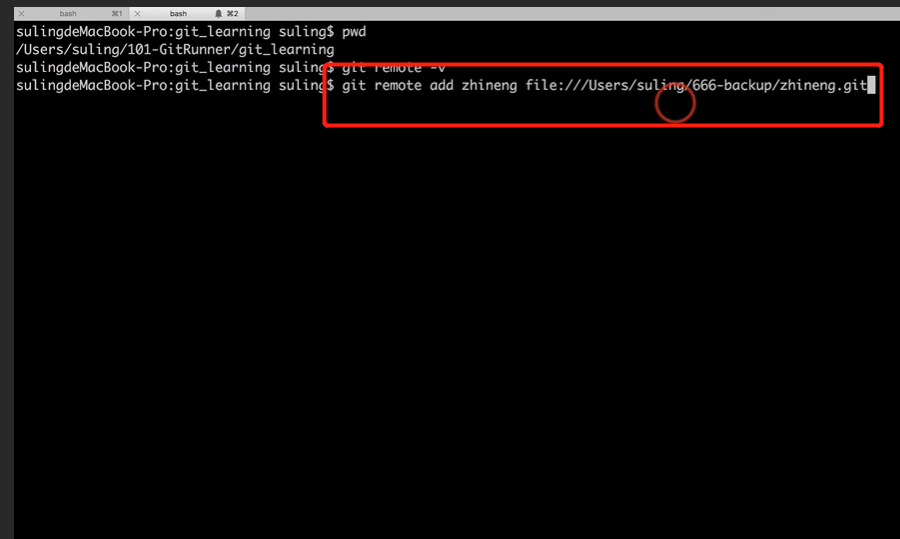 bash ⌘1 bash ⌘2
sulingdeMacBook-Pro:git_learning suling$ pwd
/Users/suling/101-GitRunner/git_learning
sulingdeMacBook-Pro:git_learning suling$ git remote -v
sulingdeMacBook-Pro:git_learning suling$ git remote add zhineng file:///Users/suling/666-backup/zhineng.git